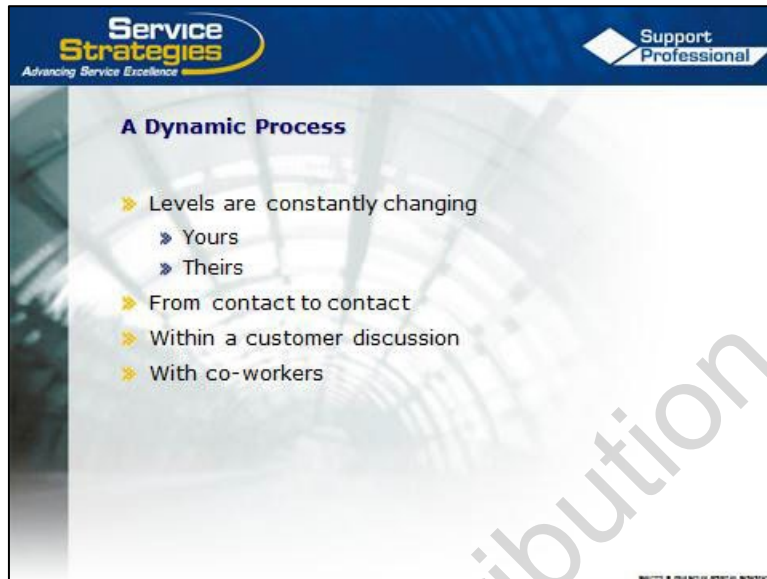 Service
Strategies
Advancing Service Excellence
Support
Professional
A Dynamic Process
Levels are constantly changing
Yours
Theirs
From contact to contact
Within a customer discussion
With co-workers